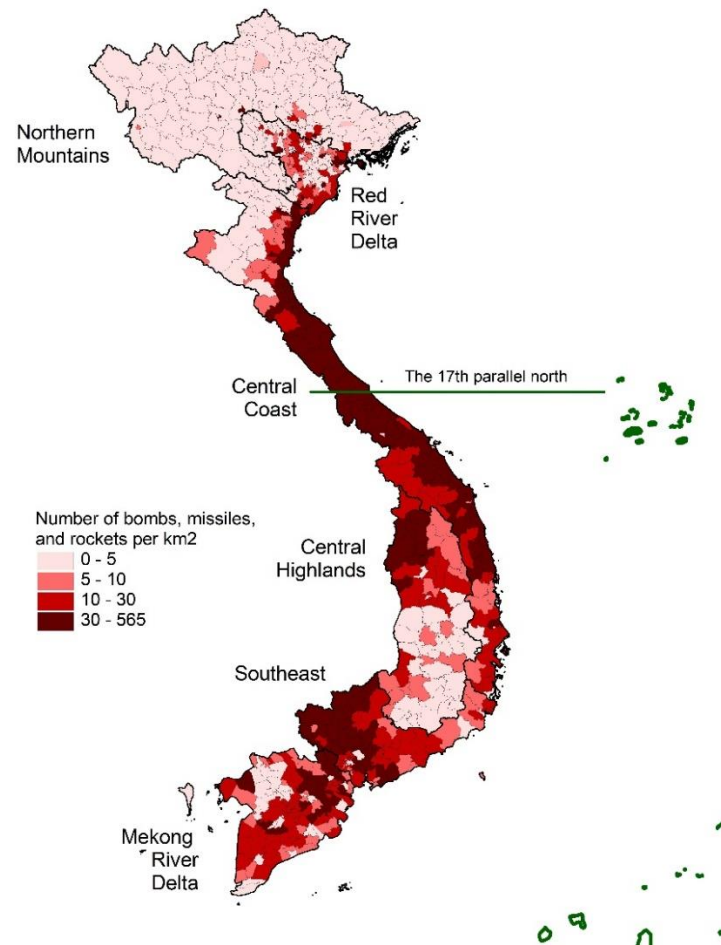 Northern
Mountains
Red
River
Delta
The 17th parallel north
Central
Coast
Number of bombs, missiles,
and rockets per km2
0 - 5
5 - 10
10 - 30
30 - 565
Central
Highlands
Southeast
Mekong
River
Delta